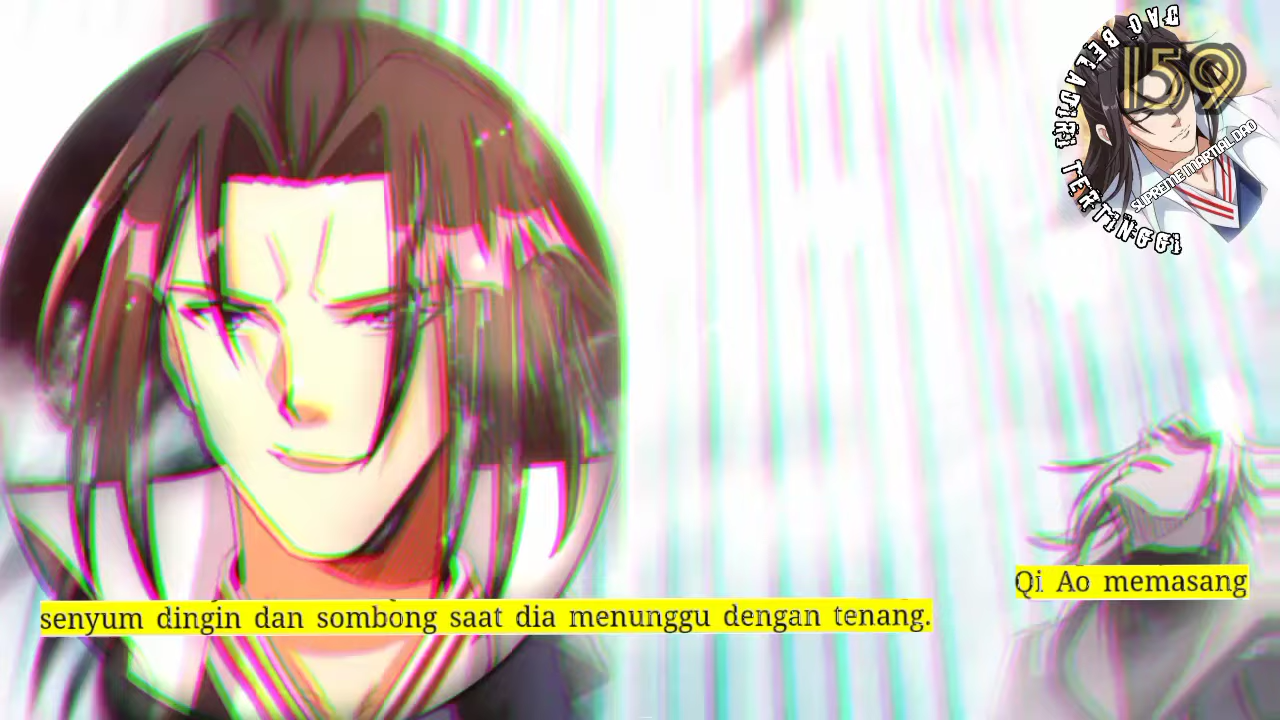 DAO BELADIRI TERTINGGI
159
SUPREME MARTIAL DAO
Qi Ao memasang
senyum dingin dan sombong saat dia menunggu dengan tenang.